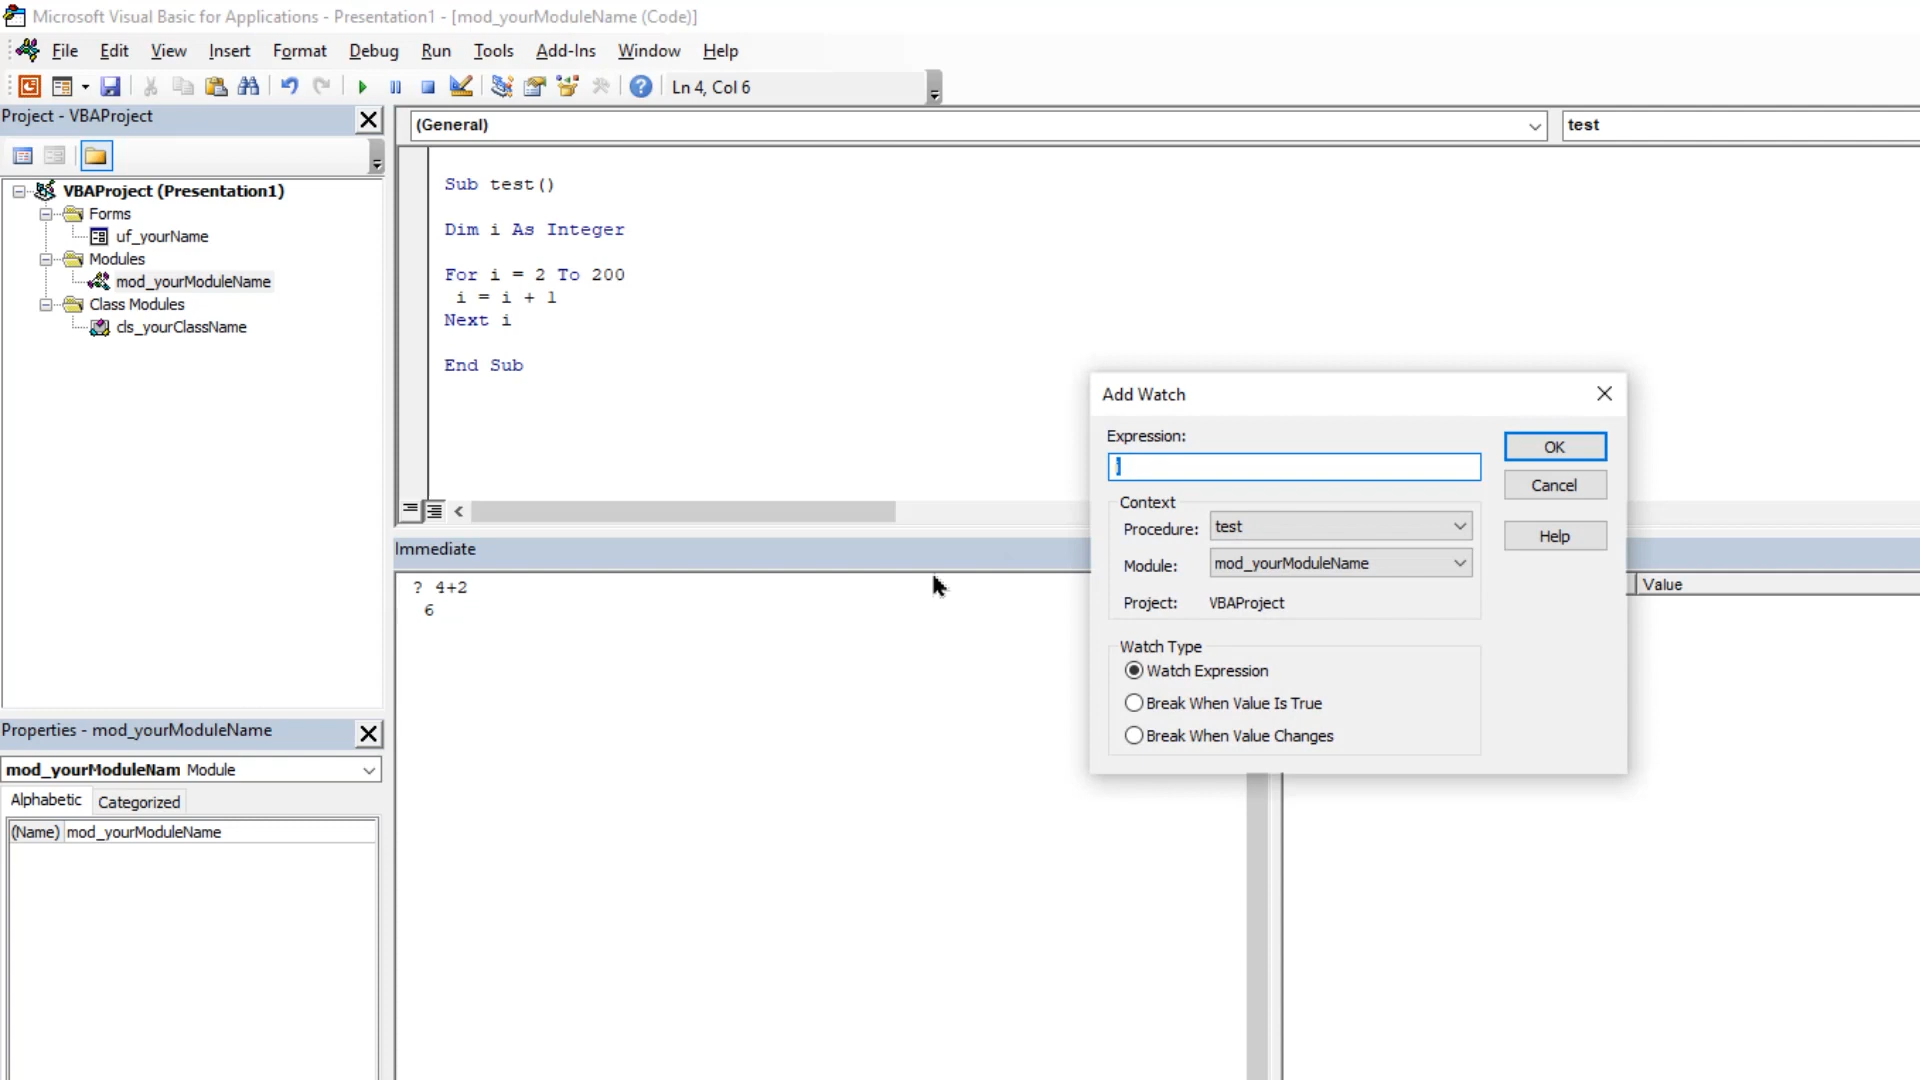 Microsoft Visual Basic for Applications - Presentation1 - [mod_yourModuleName (Code)]
File Edit View Insert Format Debug Run Tools Add-Ins Window Help
Ln 4, Col 6
Project - VBAProject
(General)
test
VBAProject (Presentation1)
Forms
uf_yourName
Modules
mod_yourModuleName
Class Modules
cls_yourClassName
Sub test()
Dim i As Integer
For i = 2 To 200
i = i + 1
Next i
End Sub
Immediate
? 4+2
6
Add Watch
Expression:
i
OK
Cancel
Help
Context
Procedure: test
Module: mod_yourModuleName
Project: VBAProject
Watch Type
Watch Expression
Break When Value Is True
Break When Value Changes
Value
Properties - mod_yourModuleName
mod_yourModuleNam Module
Alphabetic Categorized
(Name) mod_yourModuleName